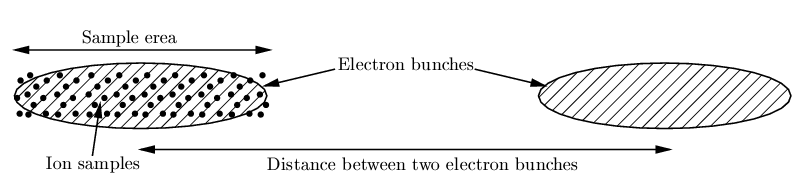 Sample erea
Electron bunches
Ion samples
Distance between two electron bunches